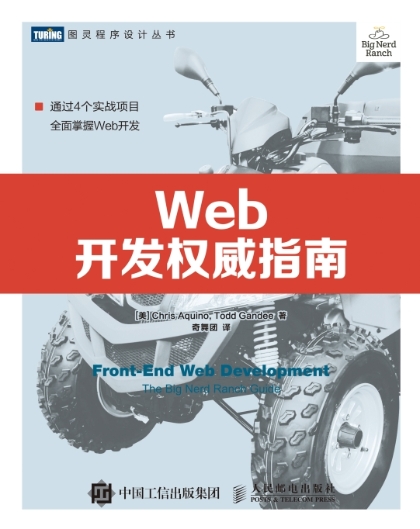 TURING 图灵程序设计丛书
Big Nerd
Ranch
通过4个实战项目
全面掌握Web开发
Web
开发权威指南
[美] Chris Aquino, Todd Gandee 著
奇舞团 译
Front-End Web Development
The Big Nerd Ranch Guide
中国工信出版集团
人民邮电出版社
POSTS & TELECOM PRESS